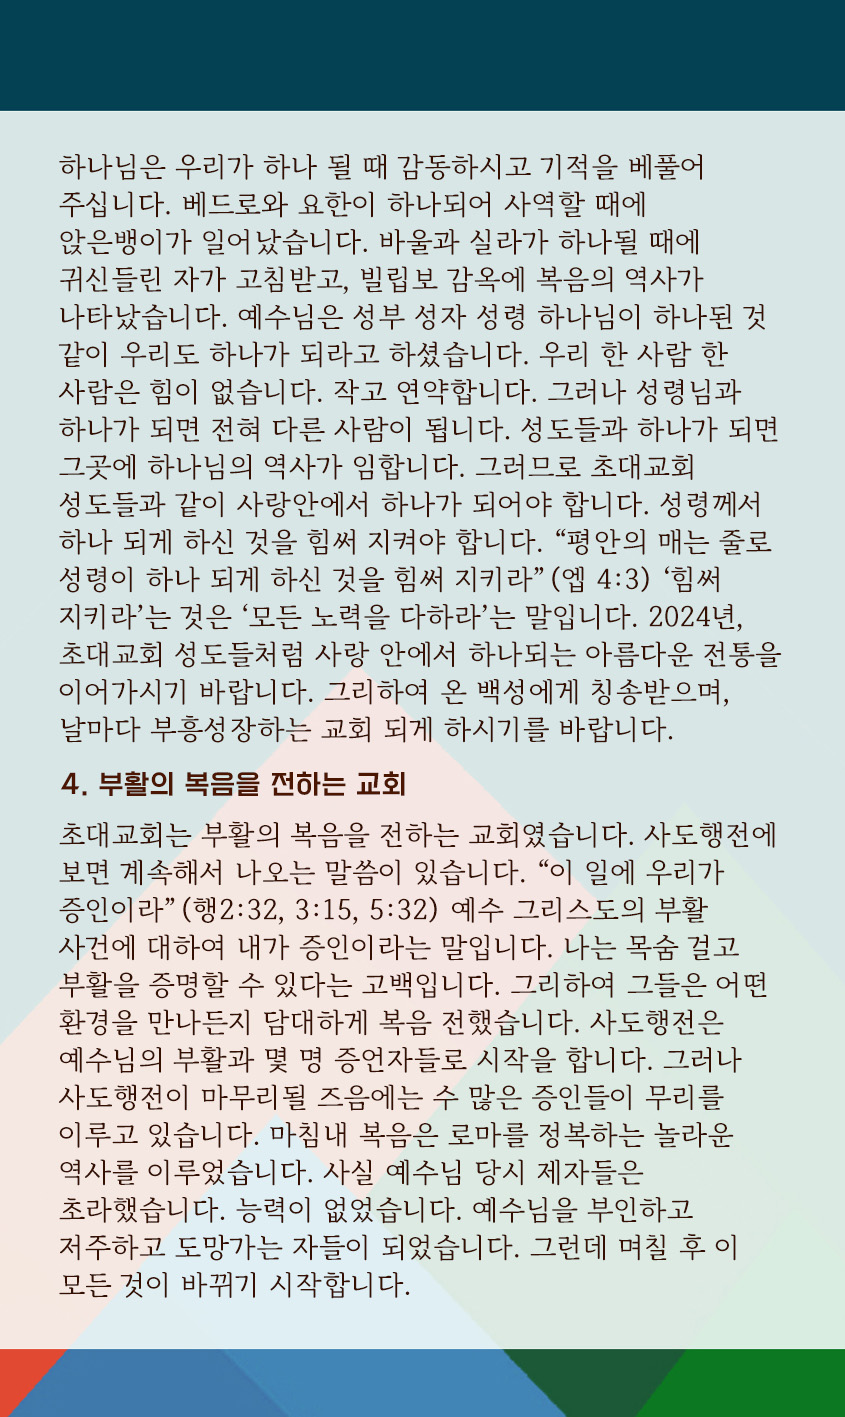 하나님은 우리가 하나 될 때 감동하시고 기적을 베풀어
주십니다. 베드로와 요한이 하나되어 사역할 때에
앉은뱅이가 일어났습니다. 바울과 실라가 하나될 때에
귀신들린 자가 고침받고, 빌립보 감옥에 복음의 역사가
나타났습니다. 예수님은 성부 성자 성령 하나님이 하나된 것
같이 우리도 하나가 되라고 하셨습니다. 우리 한 사람 한
사람은 힘이 없습니다. 작고 연약합니다. 그러나 성령님과
하나가 되면 전혀 다른 사람이 됩니다. 성도들과 하나가 되면
그곳에 하나님의 역사가 임합니다. 그러므로 초대교회
성도들과 같이 사랑안에서 하나가 되어야 합니다. 성령께서
하나 되게 하신 것을 힘써 지켜야 합니다. “평안의 매는 줄로
성령이 하나 되게 하신 것을 힘써 지키라” (엡 4:3) ‘힘써
지키라’는 것은 ‘모든 노력을 다하라’는 말입니다. 2024년,
초대교회 성도들처럼 사랑 안에서 하나되는 아름다운 전통을
이어가시기 바랍니다. 그리하여 온 백성에게 칭송받으며,
날마다 부흥성장하는 교회 되게 하시기를 바랍니다.
4. 부활의 복음을 전하는 교회
초대교회는 부활의 복음을 전하는 교회였습니다. 사도행전에
보면 계속해서 나오는 말씀이 있습니다. “이 일에 우리가
증인이라” (행2:32, 3:15, 5:32) 예수 그리스도의 부활
사건에 대하여 내가 증인이라는 말입니다. 나는 목숨 걸고
부활을 증명할 수 있다는 고백입니다. 그리하여 그들은 어떤
환경을 만나든지 담대하게 복음 전했습니다. 사도행전은
예수님의 부활과 몇 명 증언자들로 시작을 합니다. 그러나
사도행전이 마무리될 즈음에는 수 많은 증인들이 무리를
이루고 있습니다. 마침내 복음은 로마를 정복하는 놀라운
역사를 이루었습니다. 사실 예수님 당시 제자들은
초라했습니다. 능력이 없었습니다. 예수님을 부인하고
저주하고 도망가는 자들이 되었습니다. 그런데 며칠 후 이
모든 것이 바뀌기 시작합니다.